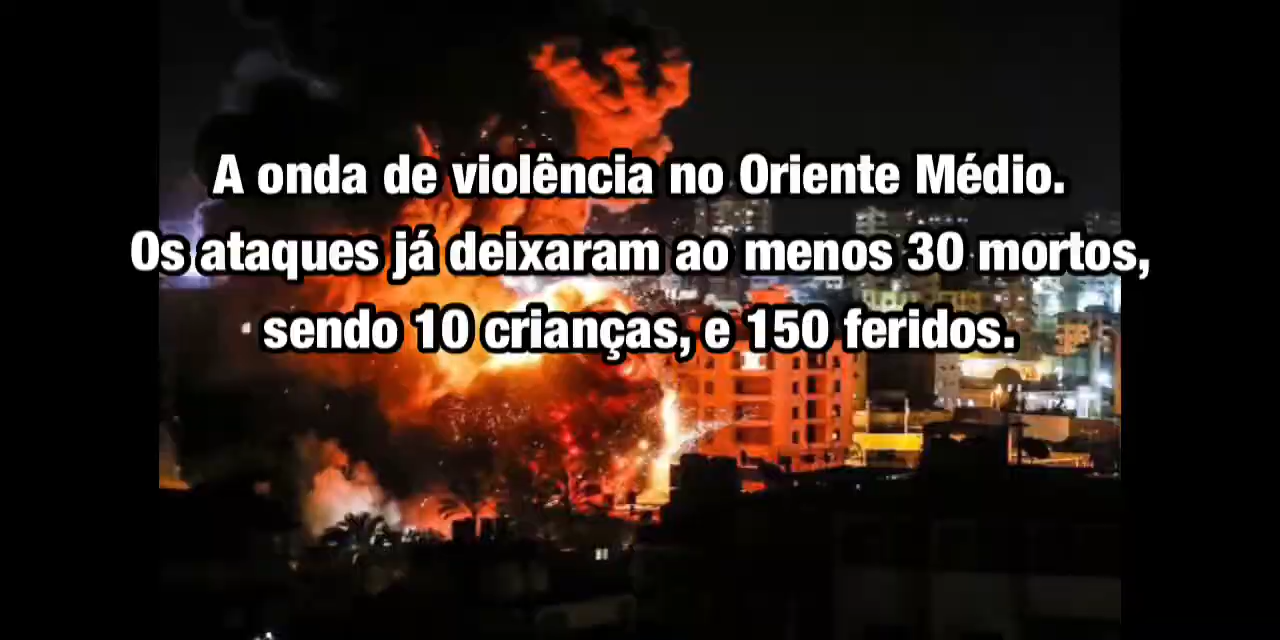 A onda de violência no Oriente Médio.
Os ataques já deixaram ao menos 30 mortos,
sendo 10 crianças, e 150 feridos.